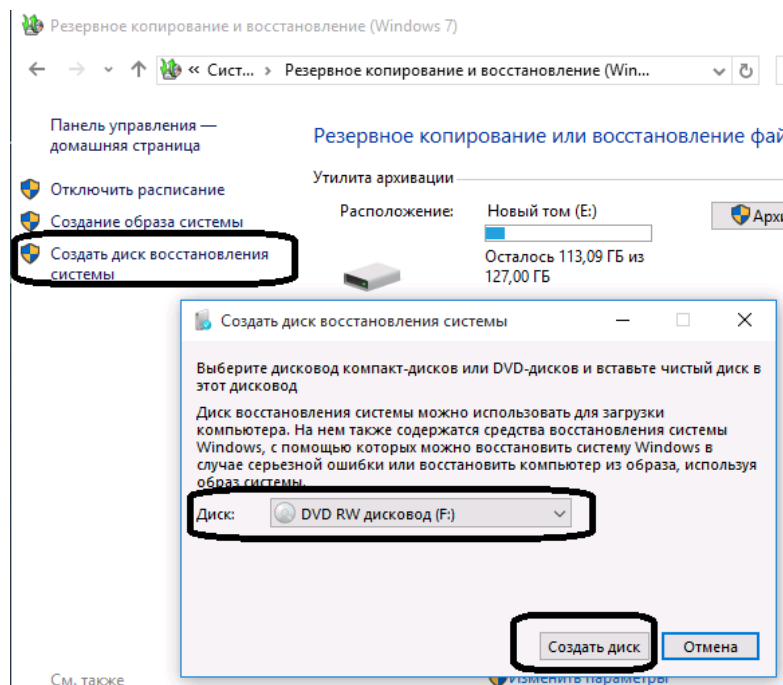 Резервное копирование и восстановление (Windows 7)
« Сист... › Резервное копирование и восстановление (Win...
Панель управления —
домашняя страница
Резервное копирование или восстановление фай
Отключить расписание
Утилита архивации
Создание образа системы
Расположение:
Новый том (E:)
Архи
Создать диск восстановления
системы
Осталось 113,09 ГБ из
127,00 ГБ
Создать диск восстановления системы
Выберите дисковод компакт-дисков или DVD-дисков и вставьте чистый диск в
этот дисковод
Диск восстановления системы можно использовать для загрузки
компьютера. На нем также содержатся средства восстановления системы
Windows, с помощью которых можно восстановить систему Windows в
случае серьезной ошибки или восстановить компьютер из образа, используя
образ системы.
Диск:
DVD RW дисковод (F:)
Создать диск
Отмена
См. также
Изменить параметры